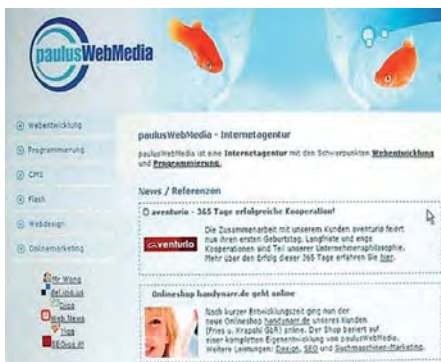 paulusWebMedia
Webentwicklung
Programmierung
CMS
Flash
Webdesign
Onlinemarketing
Mr Wong
del.icio.us
Digg
Web News
Yigg
SEOigg it!
paulusWebMedia - Internetagentur
paulusWebMedia ist eine Internetagentur mit den Schwerpunkten Webentwicklung
und Programmierung.
News / Referenzen
aventurio - 365 Tage erfolgreiche Kooperation!
aventurio
Die Zusammenarbeit mit unserem Kunden aventurio feiert
nun ihren ersten Geburtstag. Langfriste und enge
Kooperationen sind Teil unserer Unternehmensphilosophie.
Mehr über den Erfolg dieser 365 Tage erfahren Sie hier.
Onlineshop handynarr.de geht online
Nach kurzer Entwicklungszeit ging nun der
neue Onlineshop handynarr.de unseres Kunden
(Fries u. Krepahl GbR) online. Der Shop basiert auf
einer kompletten Eigenentwicklung von paulusWebMedia.
Weitere Leistungen: Design, SEO und Suchmaschinen-Marketing.